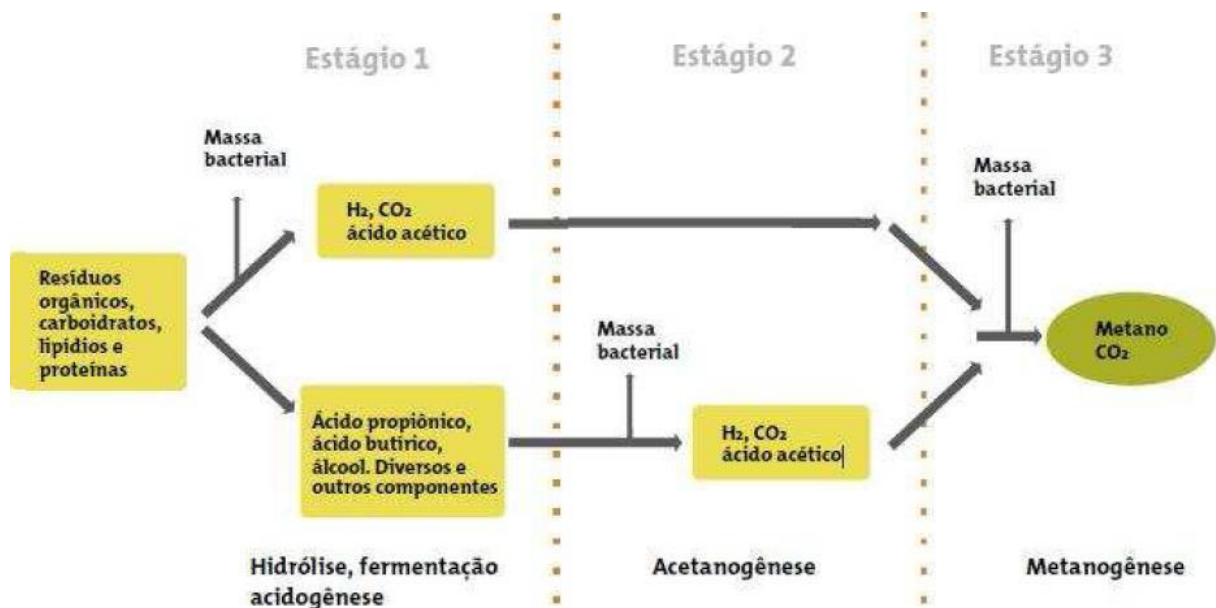 Estágio 1
Estágio 2
Estágio 3
Massa
bacterial
H₂, CO₂
ácido acético
Massa
bacterial
Resíduos
orgânicos,
carboidratos,
lipídios e
proteínas
Massa
bacterial
Metano
CO₂
Ácido propiônico,
ácido butírico,
álcool. Diversos e
outros componentes
H₂, CO₂
ácido acético
Hidrólise, fermentação
acidogênese
Acetanogênese
Metanogênese